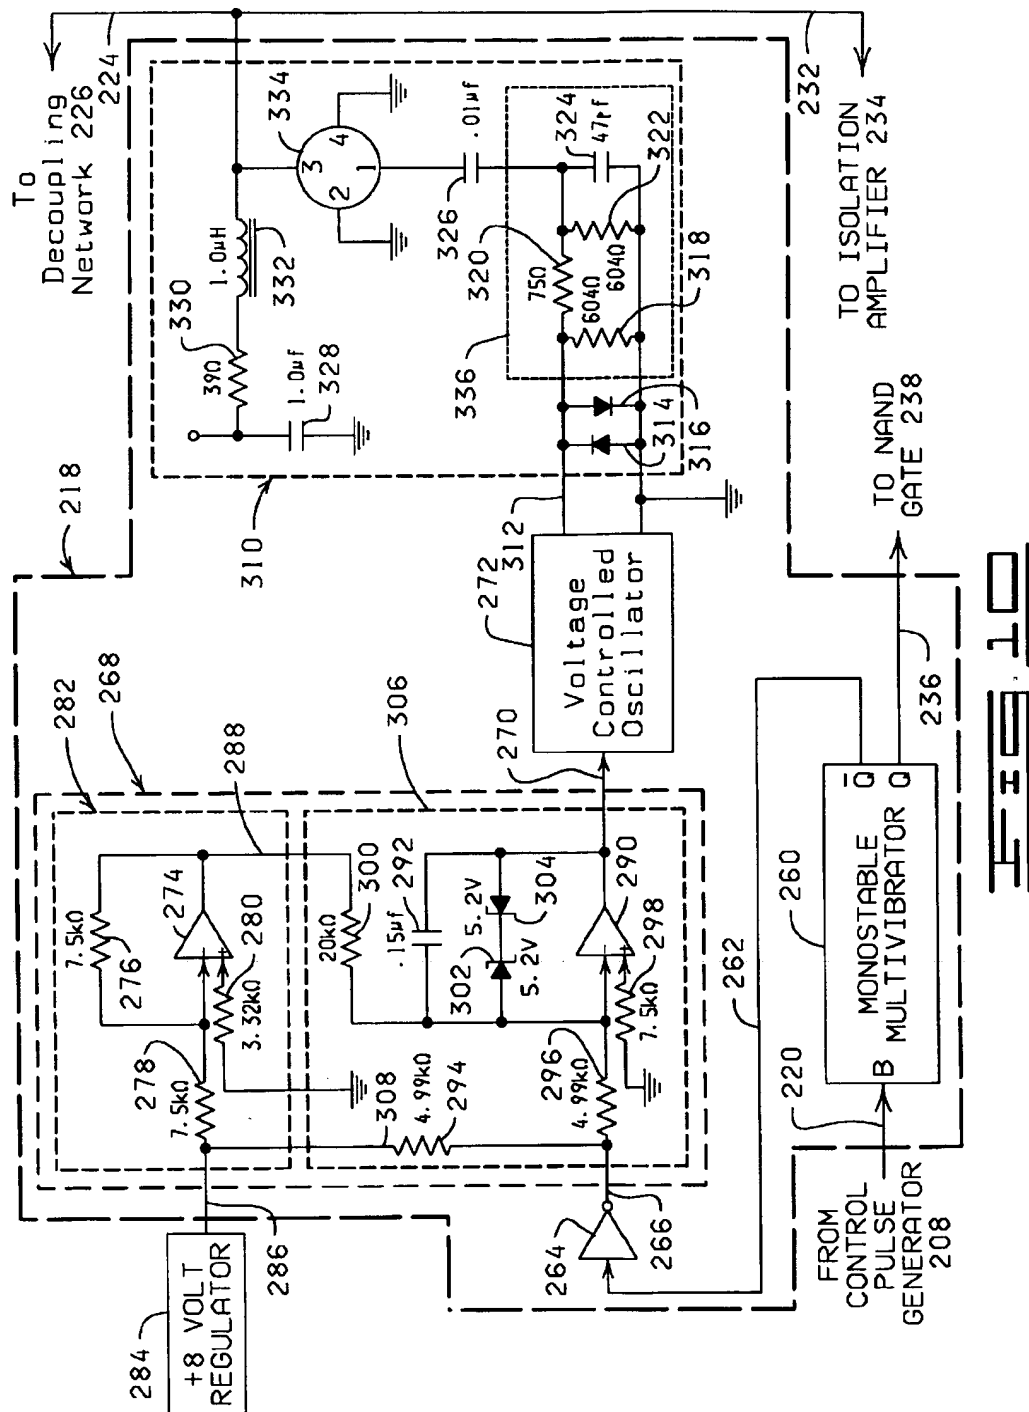 To
Decoupling
Network 226
224
232
TO ISOLATION
AMPLIFIER 234
218
310
330
39Ω
1.0μH
332
1.0μf
328
334
3
4
2
1
.01μf
326
336
320
75Ω
604Ω
604Ω
324
47pf
322
318
314
316
312
272
Voltage
Controlled
Oscillator
270
282
268
288
306
7.5kΩ
276
274
280
3.32kΩ
278
7.5kΩ
308
4.99kΩ
294
20kΩ
300
.15μf
292
302
5.2V
5.2V
304
290
298
7.5kΩ
296
4.99kΩ
284
+8 VOLT
REGULATOR
286
264
266
262
236
TO NAND
GATE 238
260
MONOSTABLE
MULTIVIBRATOR
B
Q̅
Q
220
FROM
CONTROL
PULSE
GENERATOR
208
FIG 10